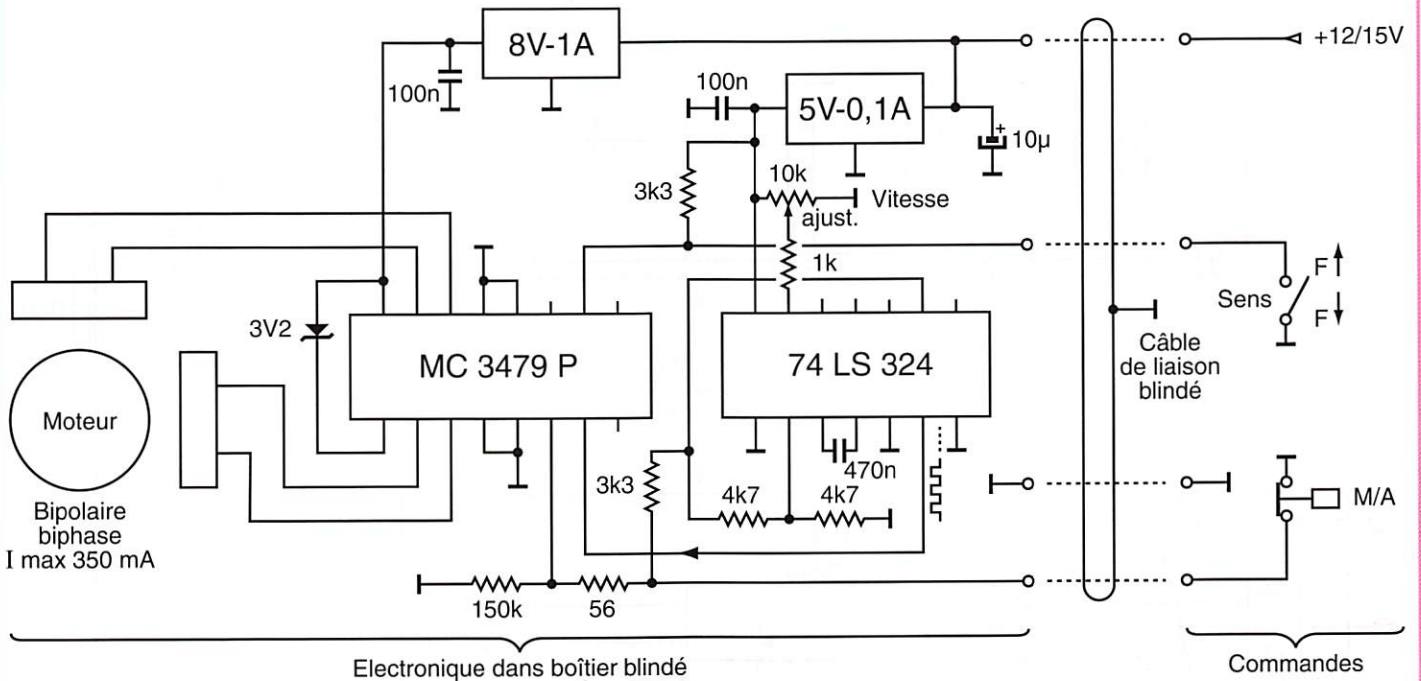 8V-1A
+12/15V
100n
100n
5V-0,1A
+
10µ
3k3
10k
ajust.
Vitesse
1k
Sens
F
F
3V2
MC 3479 P
74 LS 324
Câble
de liaison
blindé
Moteur
470n
3k3
4k7
4k7
M/A
Bipolaire
biphase
I max 350 mA
150k
56
Electronique dans boîtier blindé
Commandes